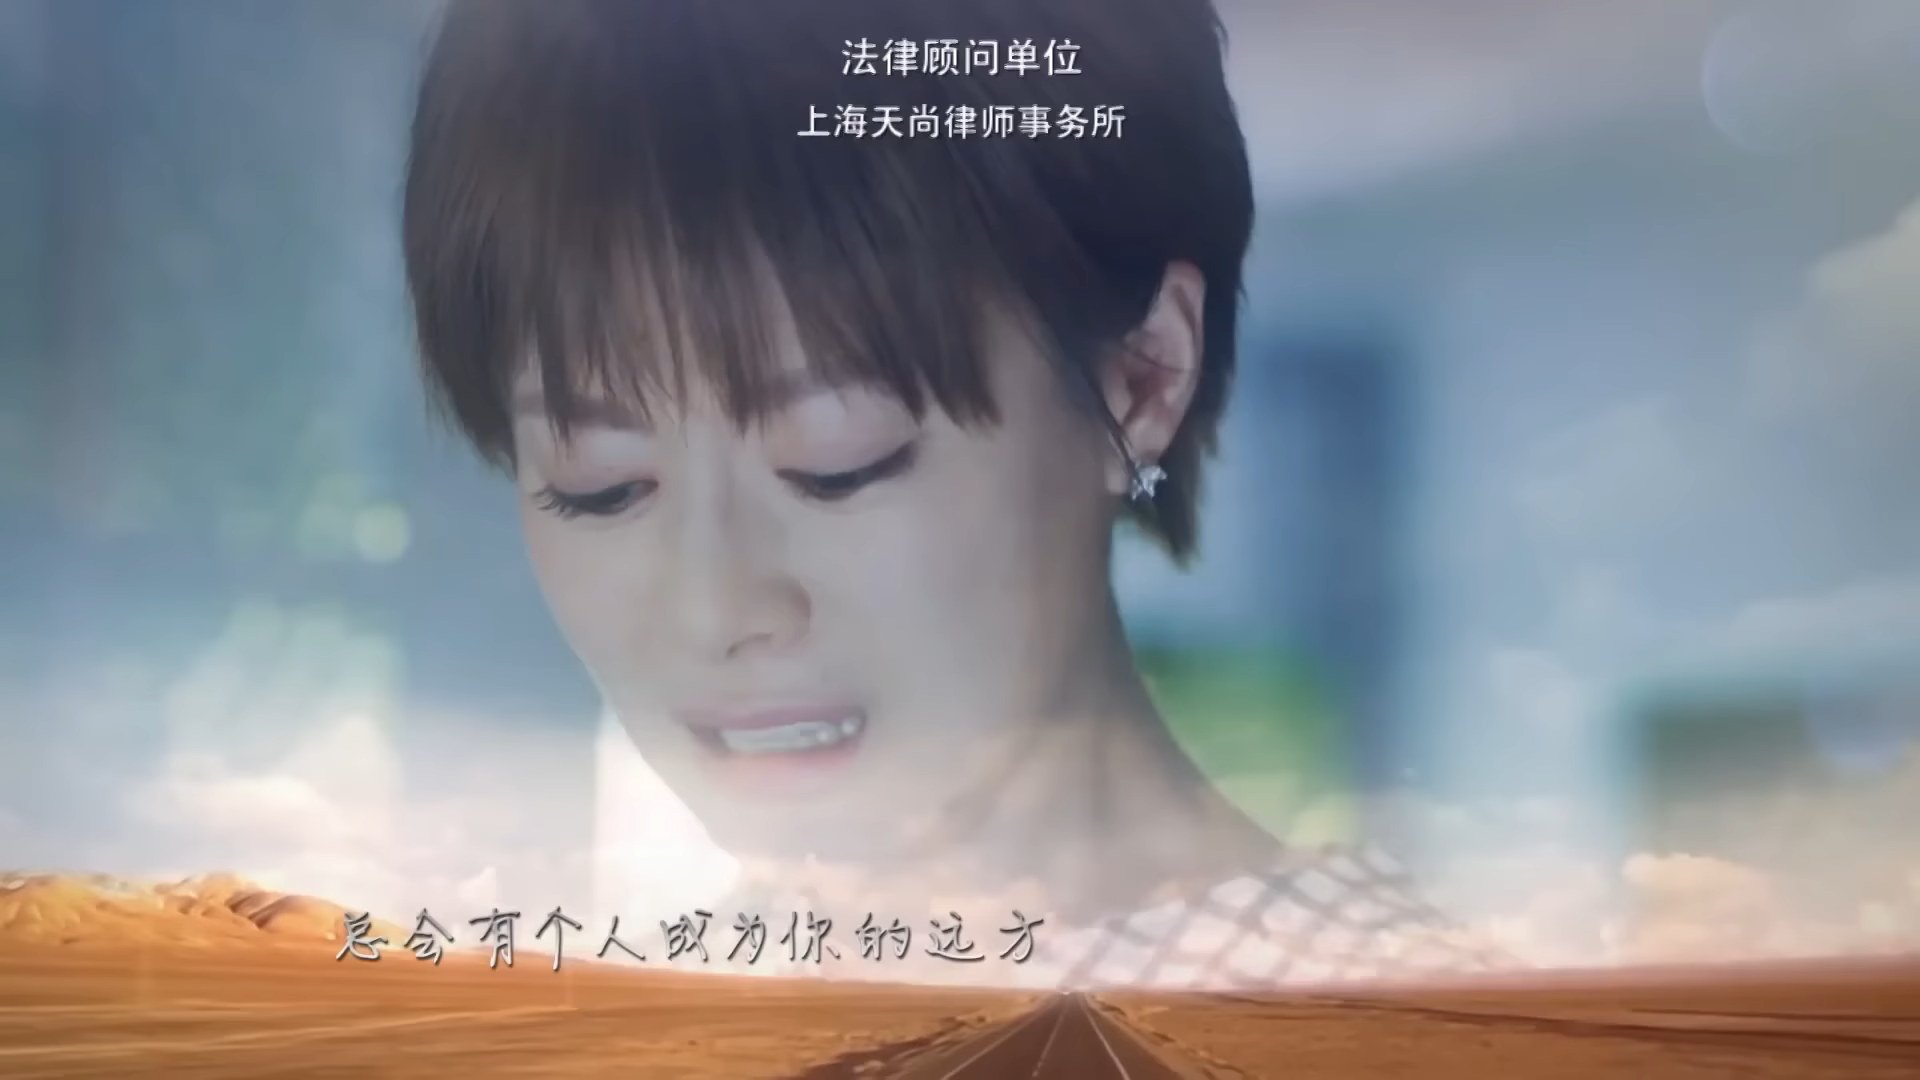 法律顾问单位
上海天尚律师事务所
总会有个人成为你的远方